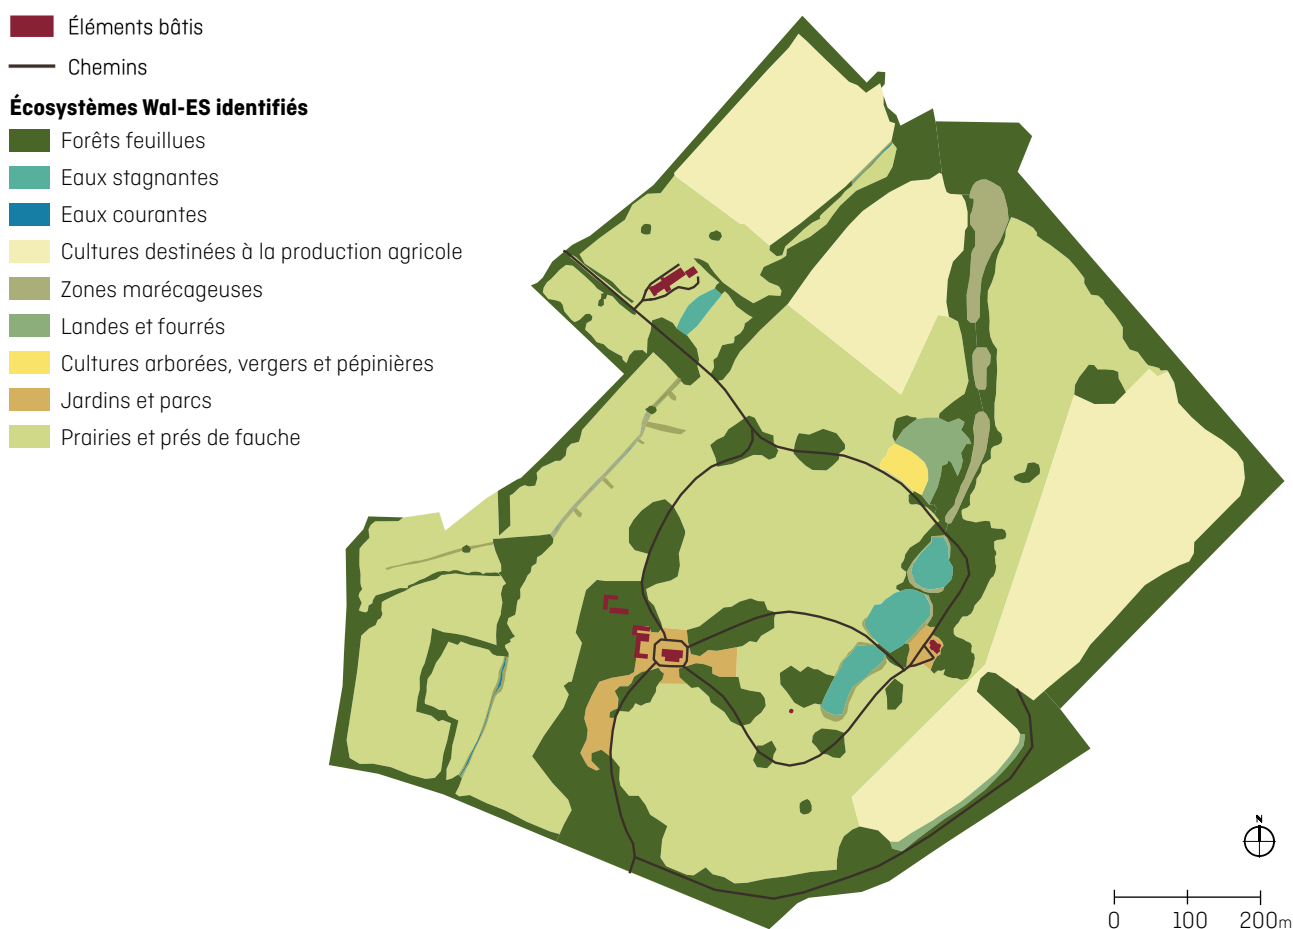 Éléments bâtis
Chemins
Écosystèmes Wal-ES identifiés
Forêts feuillues
Eaux stagnantes
Eaux courantes
Cultures destinées à la production agricole
Zones marécageuses
Landes et fourrés
Cultures arborées, vergers et pépinières
Jardins et parcs
Prairies et prés de fauche
N
0 100 200m